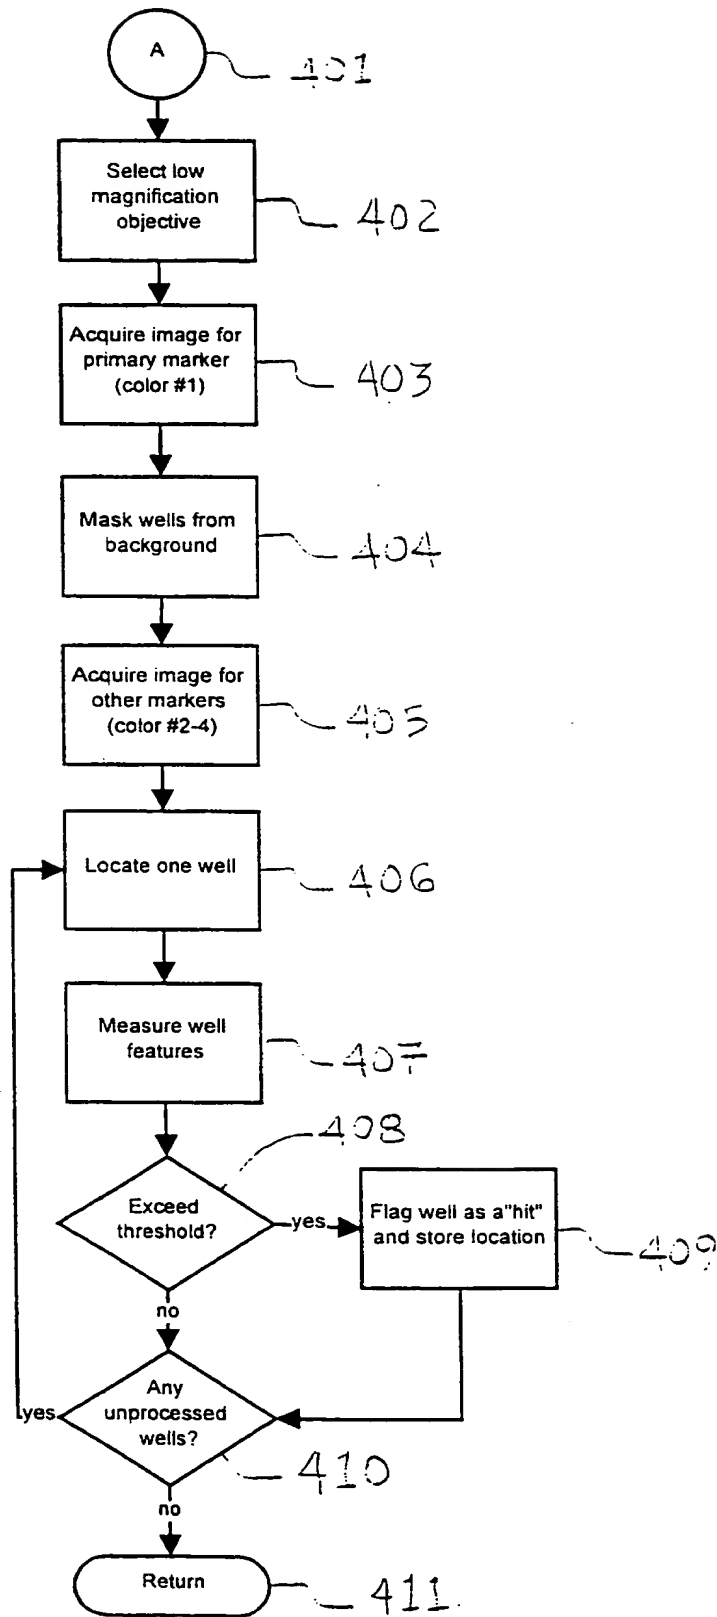 A
401
Select low
magnification
objective
402
Acquire image for
primary marker
(color #1)
403
Mask wells from
background
404
Acquire image for
other markers
(color #2-4)
405
Locate one well
406
Measure well
features
407
408
Exceed
threshold?
yes
Flag well as a"hit"
and store location
409
no
Any
unprocessed
wells?
yes
410
no
Return
411